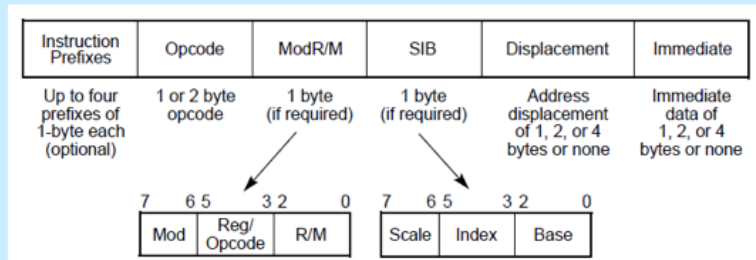 Instruction Prefixes Opcode ModR/M SIB Displacement Immediate
Up to four prefixes of 1-byte each (optional)
1 or 2 byte opcode
1 byte (if required)
1 byte (if required)
Address displacement of 1, 2, or 4 bytes or none
Immediate data of 1, 2, or 4 bytes or none
7 6 5 3 2 0
Mod Reg/Opcode R/M
7 6 5 3 2 0
Scale Index Base